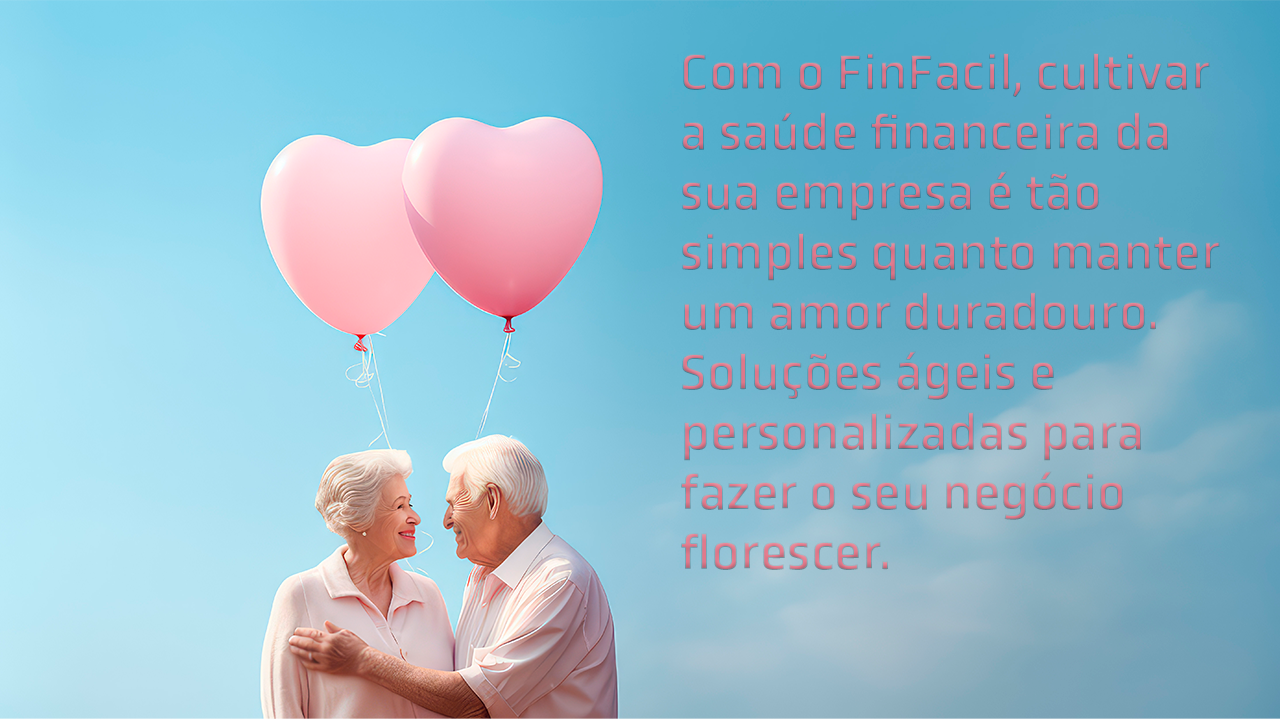 Com o FinFacil, cultivar
a saúde financeira da
sua empresa é tão
simples quanto manter
um amor duradouro.
Soluções ágeis e
personalizadas para
fazer o seu negócio
florescer.